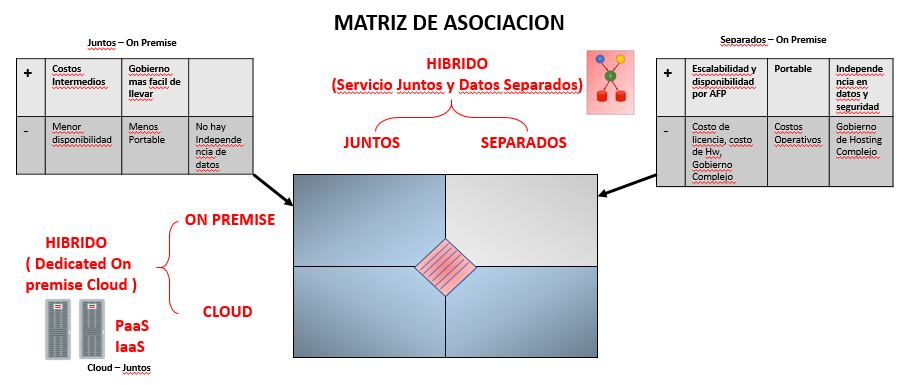 MATRIZ DE ASOCIACION
Juntos – On Premise
+
Costos
Intermedios
Gobierno
mas facil de
llevar
-
Menor
disponibilidad
Menos
Portable
No hay
Independe
ncia de
datos
HIBRIDO
(Servicio Juntos y Datos Separados)
JUNTOS
SEPARADOS
Separados – On Premise
+
Escalabilidad y
disponibilidad
por AFP
Portable
Independe
ncia en
datos y
seguridad
-
Costo de
licencia, costo
de Hw,
Gobierno
Complejo
Costos
Operativos
Gobierno
de Hosting
Complejo
ON PREMISE
HIBRIDO
( Dedicated On
premise Cloud )
CLOUD
PaaS
IaaS
Cloud – Juntos